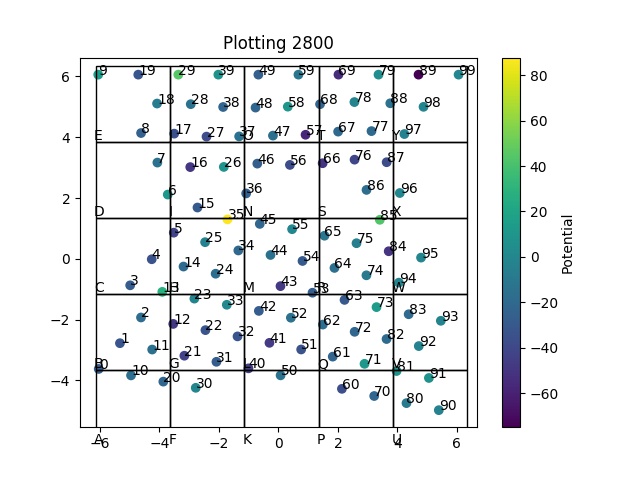 Plotting 2800
9 19 29 39 49 59 69 79 89 99
18 28 38 48 58 68 78 88 98
8 17 27 37 47 57 67 77 97
E J O T Y
7 16 26 46 56 66 76 87
6 36 86 96
15
D I N S X
35 45 85
5 25 55 65 75 84
4 34 44 54 95
14 24 64 74 94
3 13 43 53
C H M R W
23 33 42 73 63
2 12 22 52 62 72 83 93
1 11 21 32 41 51 61 82 92
B G L Q V
0 10 20 31 40 50 71 81 91
30 60 70 80 90
A F K P U
−6 −4 −2 0 2 4 6
6
4
2
0
−2
−4
80
60
40
20
0
−20
−40
−60
Potential